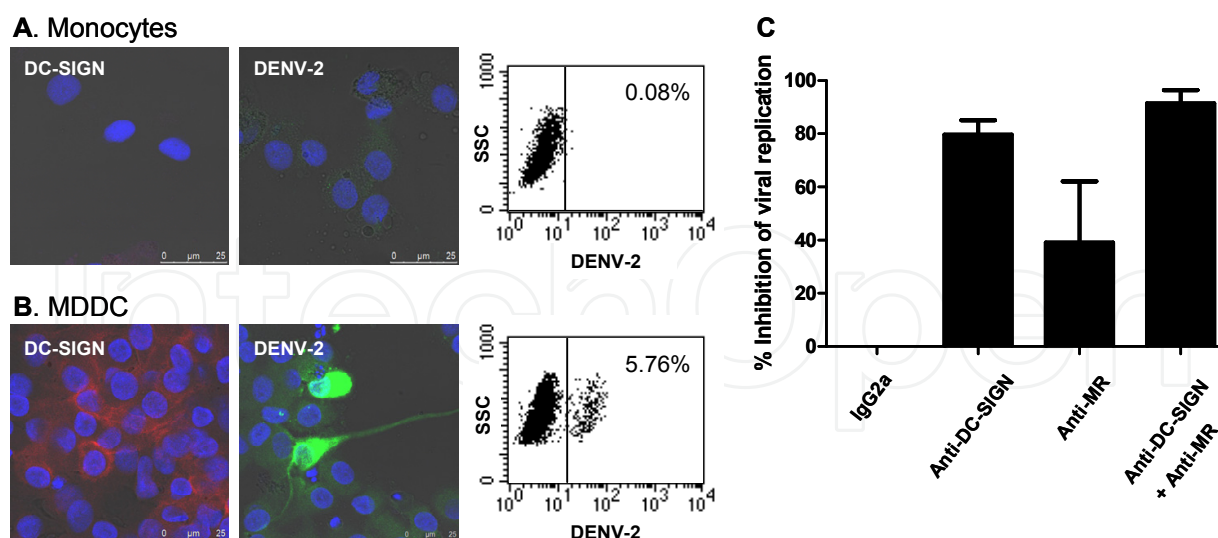 A. Monocytes
DC-SIGN
0 µm 25
DENV-2
0 µm 25
1000
SSC
0
0.08%
10^0 10^1 10^2 10^3 10^4
DENV-2
B. MDDC
DC-SIGN
0 µm 25
DENV-2
0 µm 25
1000
SSC
0
5.76%
10^0 10^1 10^2 10^3 10^4
DENV-2
C
% Inhibition of viral replication
100
80
60
40
20
0
IgG2a
Anti-DC-SIGN
Anti-MR
Anti-DC-SIGN
+ Anti-MR
IntechOpen